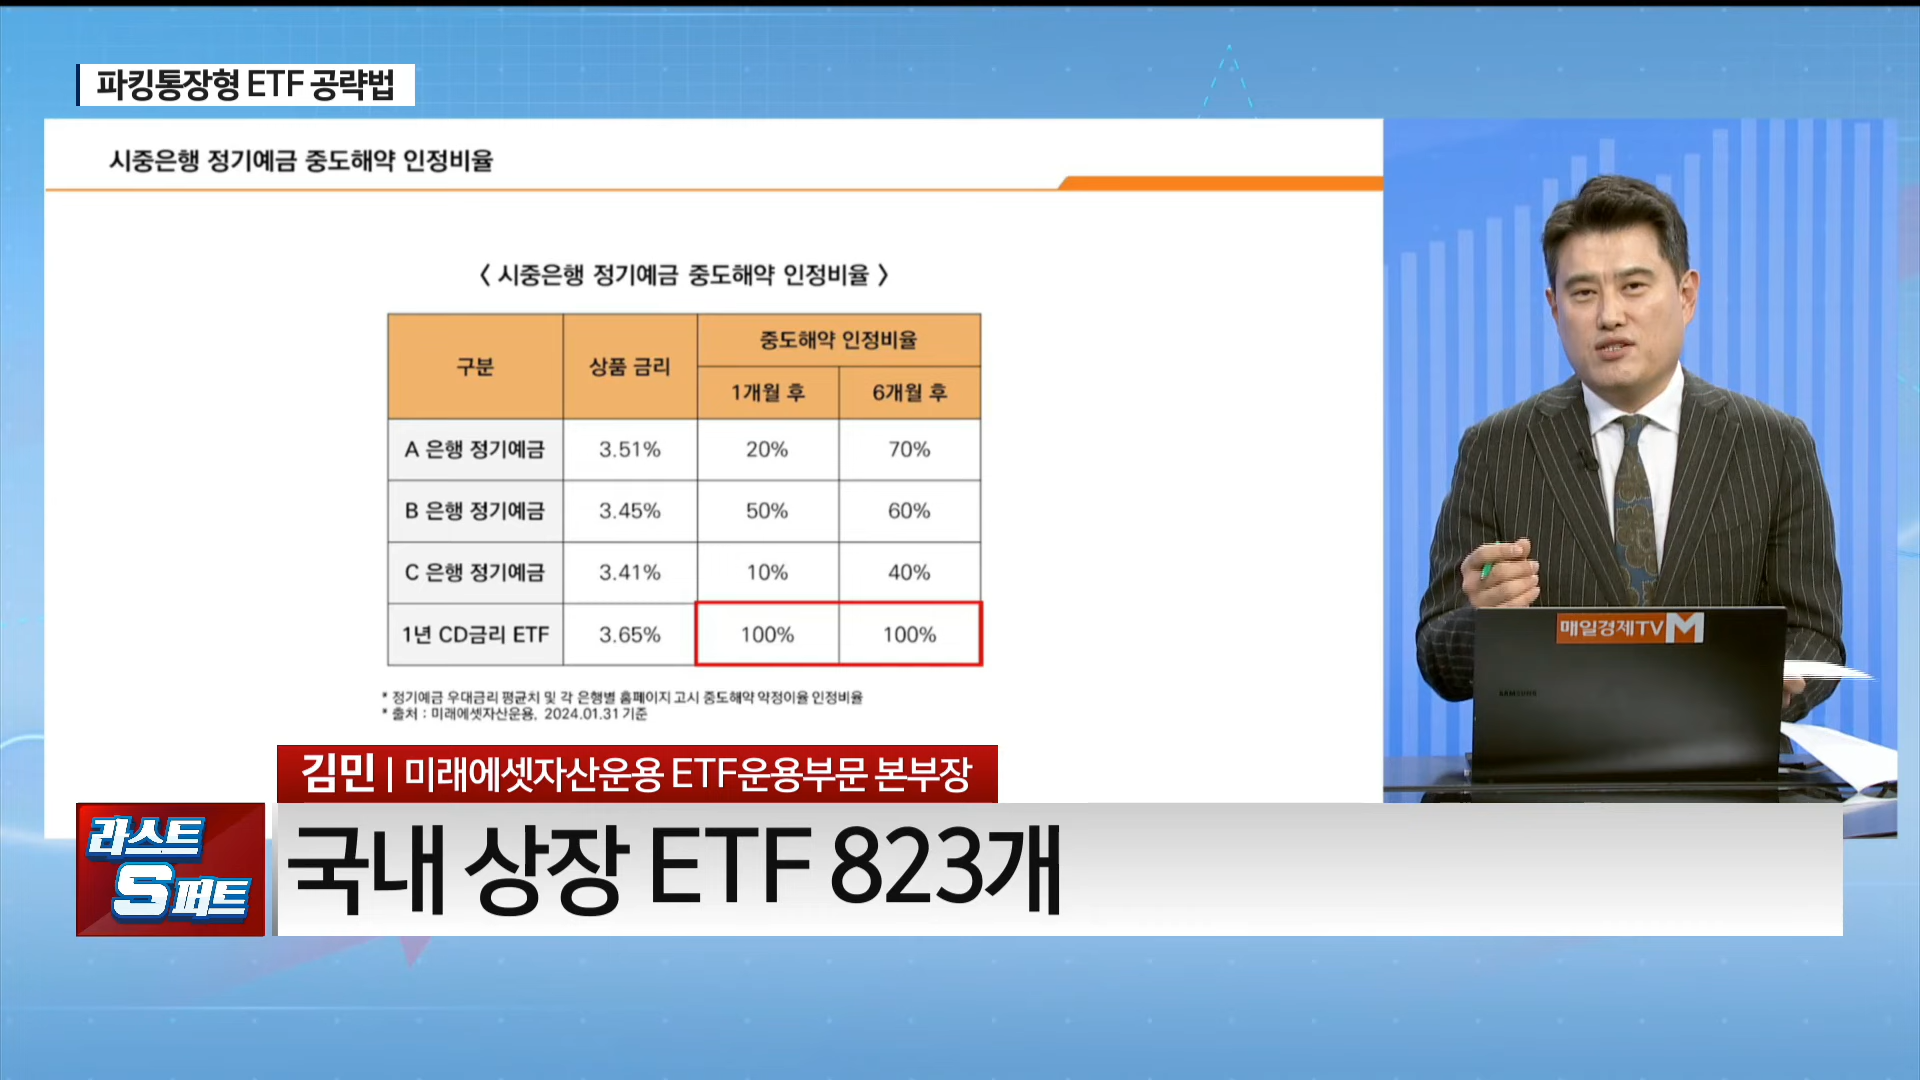 파킹통장형 ETF 공략법
시중은행 정기예금 중도해약 인정비율
〈 시중은행 정기예금 중도해약 인정비율 〉
구분 상품 금리 중도해약 인정비율
1개월 후 6개월 후
A 은행 정기예금 3.51% 20% 70%
B 은행 정기예금 3.45% 50% 60%
C 은행 정기예금 3.41% 10% 40%
1년 CD금리 ETF 3.65% 100% 100%
* 정기예금 우대금리 평균치 및 각 은행별 홈페이지 고시 중도해약 약정이율 인정비율
* 출처 : 미래에셋자산운용, 2024.01.31 기준
매일경제TV M
SAMSUNG
김민 | 미래에셋자산운용 ETF운용부문 본부장
라스트
S퍼트
국내 상장 ETF 823개